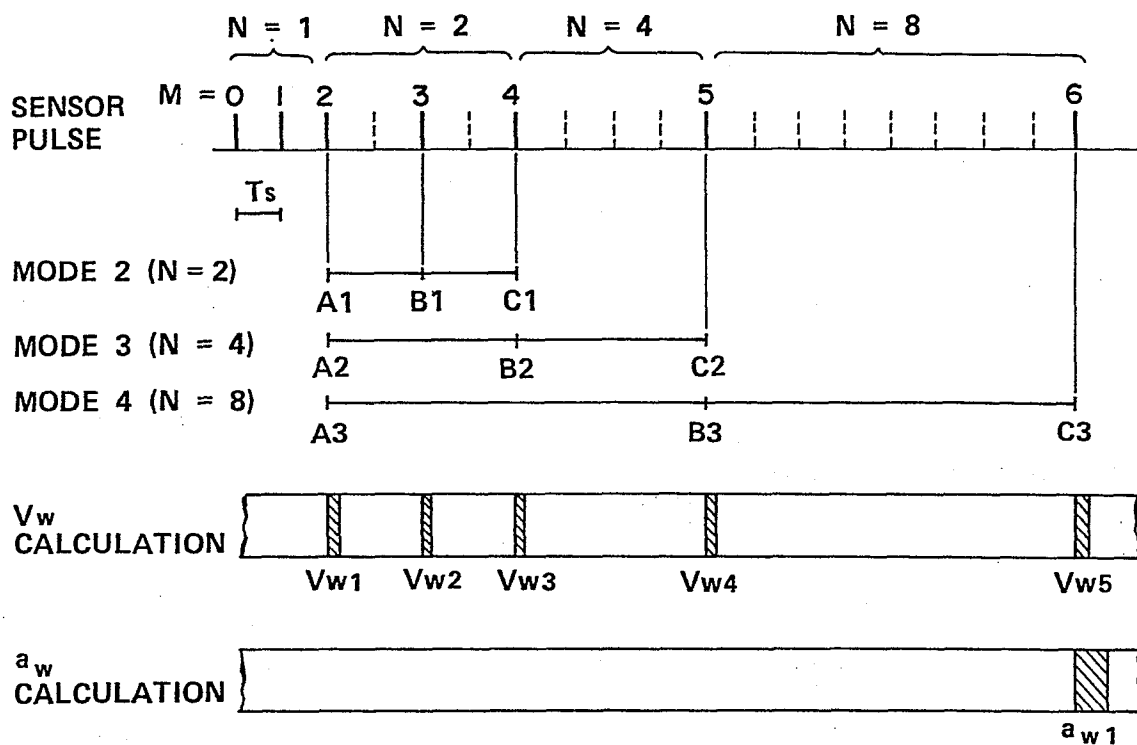 N = 1 N = 2 N = 4 N = 8
SENSOR PULSE M = 0 1 2 3 4 5 6
Ts
MODE 2 (N = 2)
A1 B1 C1
MODE 3 (N = 4)
A2 B2 C2
MODE 4 (N = 8)
A3 B3 C3
Vw CALCULATION
Vw1 Vw2 Vw3 Vw4 Vw5
aw CALCULATION
aw1